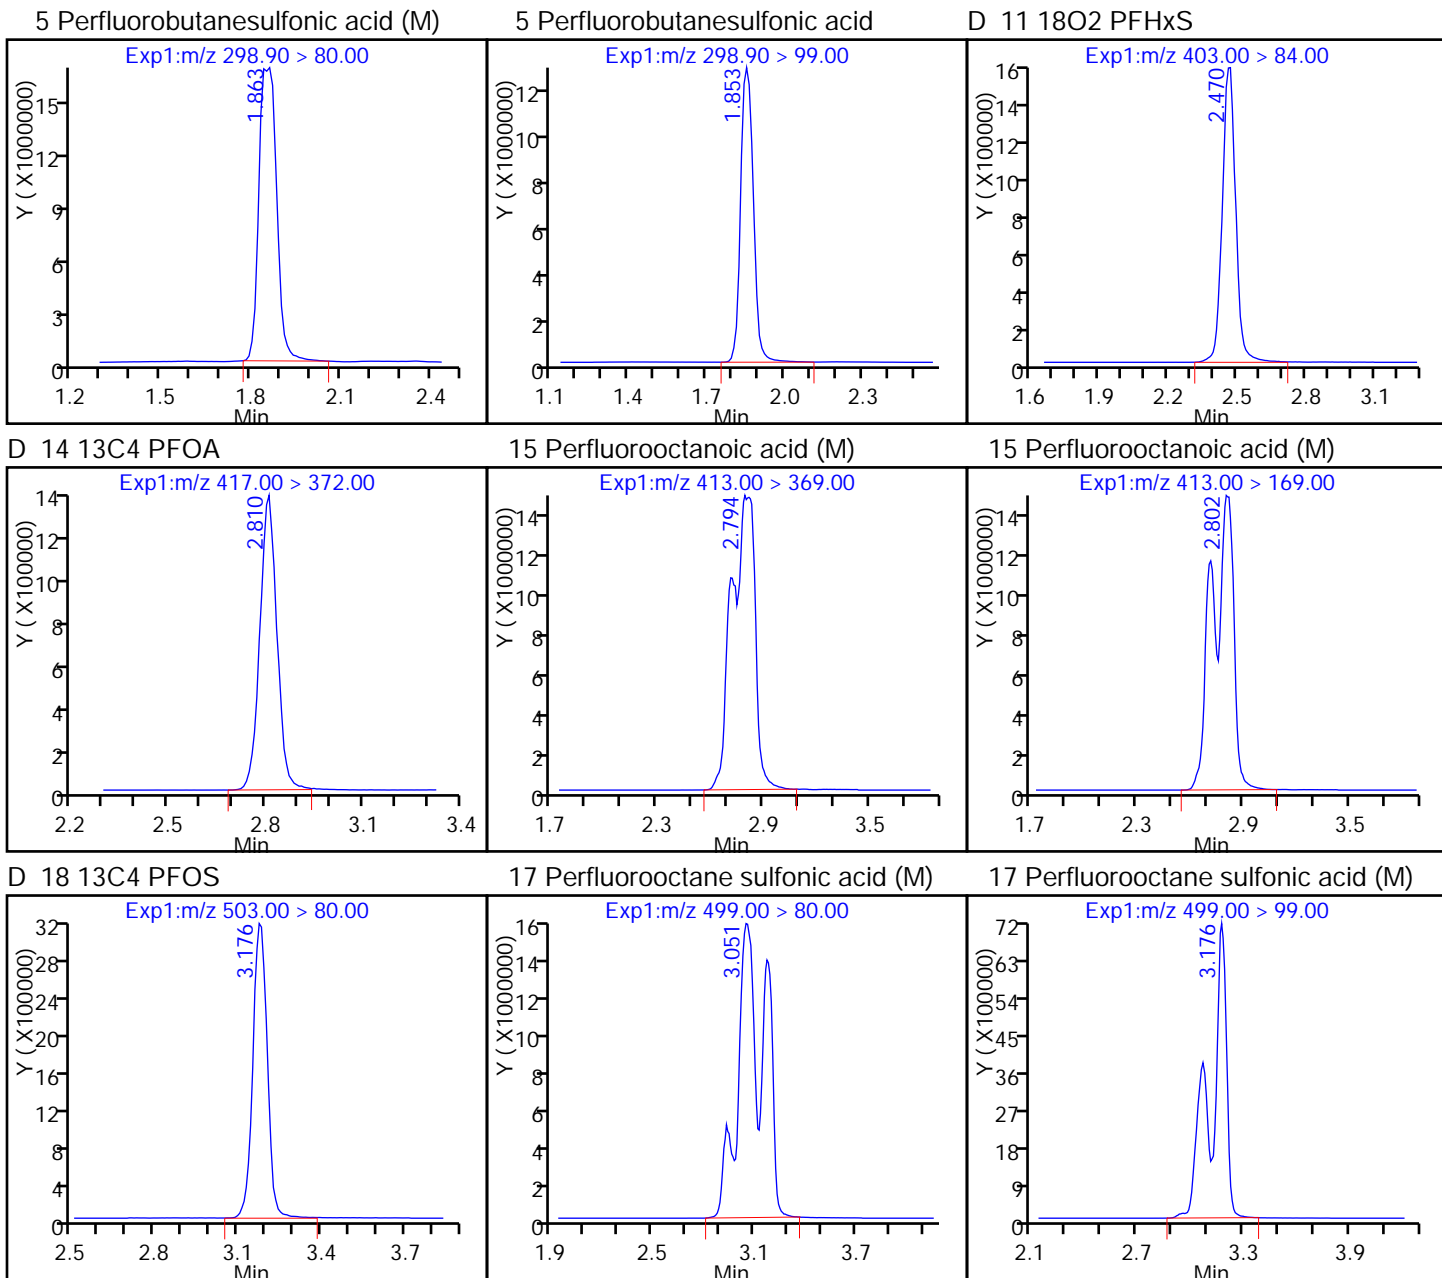 5 Perfluorobutanesulfonic acid (M)
Exp1:m/z 298.90 > 80.00
1.863
Y ( X1000000)
15
12
9
6
3
0
1.2 1.5 1.8 2.1 2.4
Min
5 Perfluorobutanesulfonic acid
Exp1:m/z 298.90 > 99.00
1.853
Y ( X1000000)
12
10
8
6
4
2
0
1.1 1.4 1.7 2.0 2.3
Min
D 11 18O2 PFHxS
Exp1:m/z 403.00 > 84.00
2.470
Y ( X1000000)
16
14
12
10
8
6
4
2
0
1.6 1.9 2.2 2.5 2.8 3.1
Min
D 14 13C4 PFOA
Exp1:m/z 417.00 > 372.00
2.810
Y ( X1000000)
14
12
10
8
6
4
2
0
2.2 2.5 2.8 3.1 3.4
Min
15 Perfluorooctanoic acid (M)
Exp1:m/z 413.00 > 369.00
2.794
Y ( X1000000)
14
12
10
8
6
4
2
0
1.7 2.3 2.9 3.5
Min
15 Perfluorooctanoic acid (M)
Exp1:m/z 413.00 > 169.00
2.802
Y ( X1000000)
14
12
10
8
6
4
2
0
1.7 2.3 2.9 3.5
Min
D 18 13C4 PFOS
Exp1:m/z 503.00 > 80.00
3.176
Y ( X100000)
32
28
24
20
16
12
8
4
0
2.5 2.8 3.1 3.4 3.7
Min
17 Perfluorooctane sulfonic acid (M)
Exp1:m/z 499.00 > 80.00
3.051
Y ( X1000000)
16
14
12
10
8
6
4
2
0
1.9 2.5 3.1 3.7
Min
17 Perfluorooctane sulfonic acid (M)
Exp1:m/z 499.00 > 99.00
3.176
Y ( X100000)
72
63
54
45
36
27
18
9
0
2.1 2.7 3.3 3.9
Min